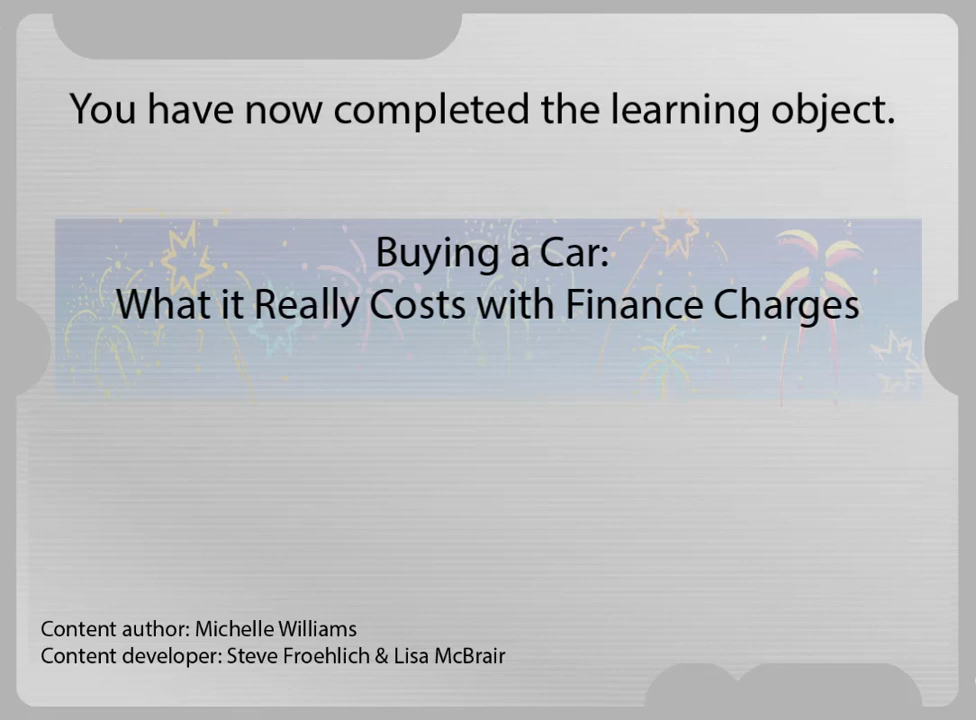 You have now completed the learning object.
Buying a Car:
What it Really Costs with Finance Charges
Content author: Michelle Williams
Content developer: Steve Froehlich & Lisa McBrair